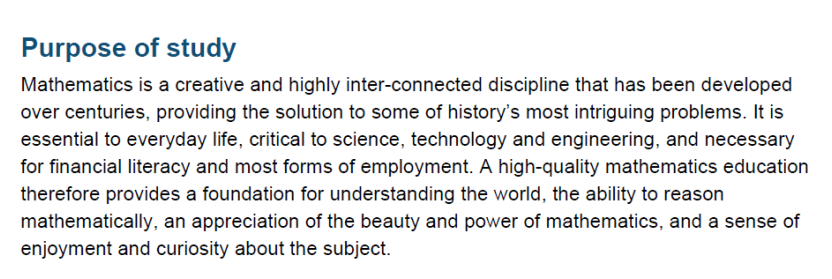 Purpose of study
Mathematics is a creative and highly inter-connected discipline that has been developed
over centuries, providing the solution to some of history’s most intriguing problems. It is
essential to everyday life, critical to science, technology and engineering, and necessary
for financial literacy and most forms of employment. A high-quality mathematics education
therefore provides a foundation for understanding the world, the ability to reason
mathematically, an appreciation of the beauty and power of mathematics, and a sense of
enjoyment and curiosity about the subject.